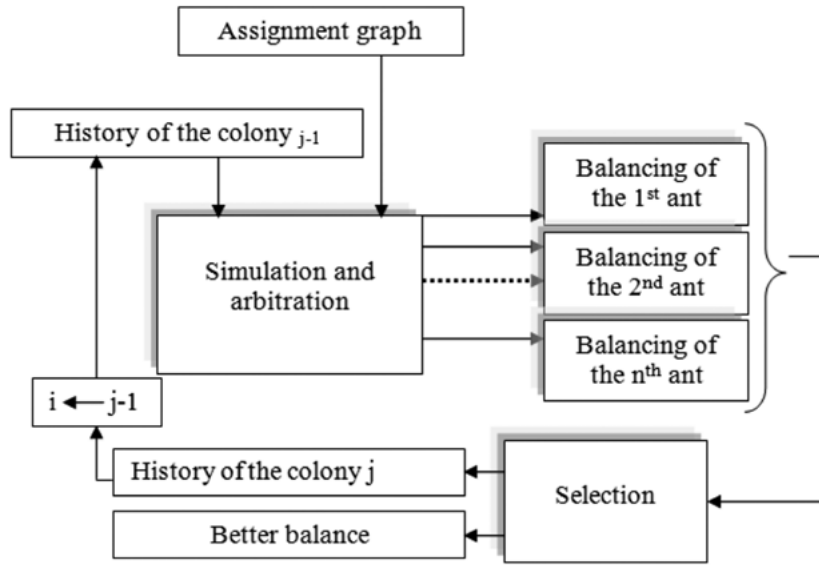 Assignment graph
History of the colony j-1
Balancing of
the 1st ant
Simulation and
arbitration
Balancing of
the 2nd ant
Balancing of
the nth ant
i ← j-1
History of the colony j
Selection
Better balance